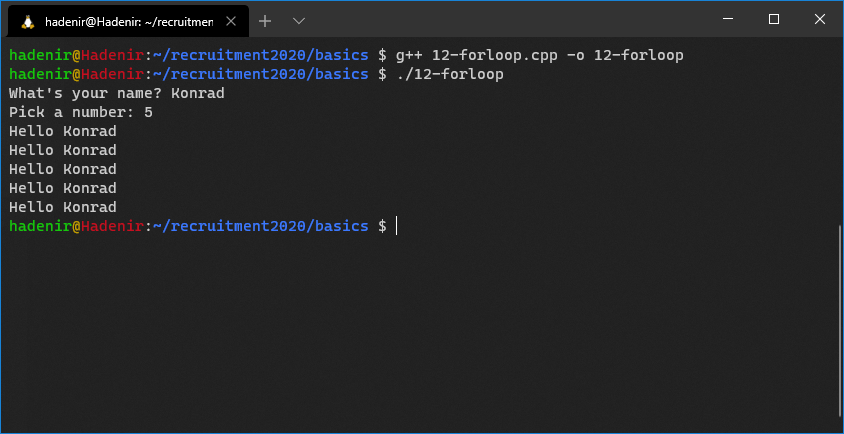 hadenir@Hadenir: ~/recruitmen
hadenir@Hadenir:~/recruitment2020/basics $ g++ 12-forloop.cpp -o 12-forloop
hadenir@Hadenir:~/recruitment2020/basics $ ./12-forloop
What's your name? Konrad
Pick a number: 5
Hello Konrad
Hello Konrad
Hello Konrad
Hello Konrad
Hello Konrad
hadenir@Hadenir:~/recruitment2020/basics $